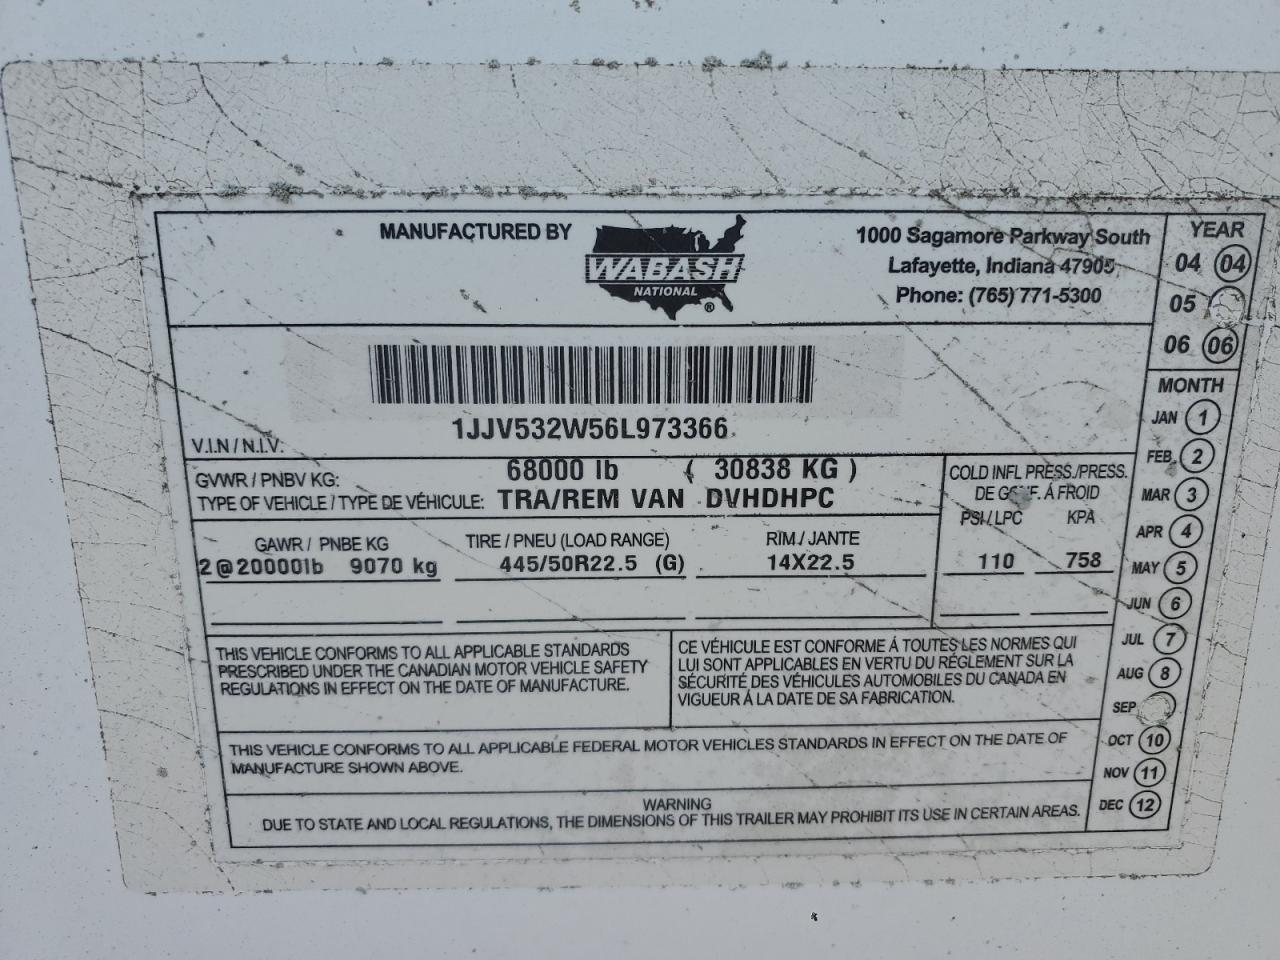 MANUFACTURED BY
WABASH
NATIONAL ®
1000 Sagamore Parkway South
Lafayette, Indiana 47905
Phone: (765) 771-5300
1JJV532W56L973366
V.I.N / N.I.V.
GVWR / PNBV KG: 68000 lb ( 30838 KG )
TYPE OF VEHICLE / TYPE DE VÉHICULE: TRA/REM VAN DVHDHPC
GAWR / PNBE KG TIRE / PNEU (LOAD RANGE) RIM / JANTE
2@20000lb 9070 kg 445/50R22.5 (G) 14X22.5
COLD INFL PRESS./PRESS.
DE À FROID
PSI / LPC KPA
110 758
THIS VEHICLE CONFORMS TO ALL APPLICABLE STANDARDS
PRESCRIBED UNDER THE CANADIAN MOTOR VEHICLE SAFETY
REGULATIONS IN EFFECT ON THE DATE OF MANUFACTURE.
CE VÉHICULE EST CONFORME À TOUTES LES NORMES QUI
LUI SONT APPLICABLES EN VERTU DU RÉGLEMENT SUR LA
SÉCURITÉ DES VÉHICULES AUTOMOBILES DU CANADA EN
VIGUEUR À LA DATE DE SA FABRICATION.
THIS VEHICLE CONFORMS TO ALL APPLICABLE FEDERAL MOTOR VEHICLES STANDARDS IN EFFECT ON THE DATE OF
MANUFACTURE SHOWN ABOVE.
WARNING
DUE TO STATE AND LOCAL REGULATIONS, THE DIMENSIONS OF THIS TRAILER MAY PROHIBIT ITS USE IN CERTAIN AREAS.
YEAR
04 04
05
06 06
MONTH
JAN 1
FEB 2
MAR 3
APR 4
MAY 5
JUN 6
JUL 7
AUG 8
SEP
OCT 10
NOV 11
DEC 12